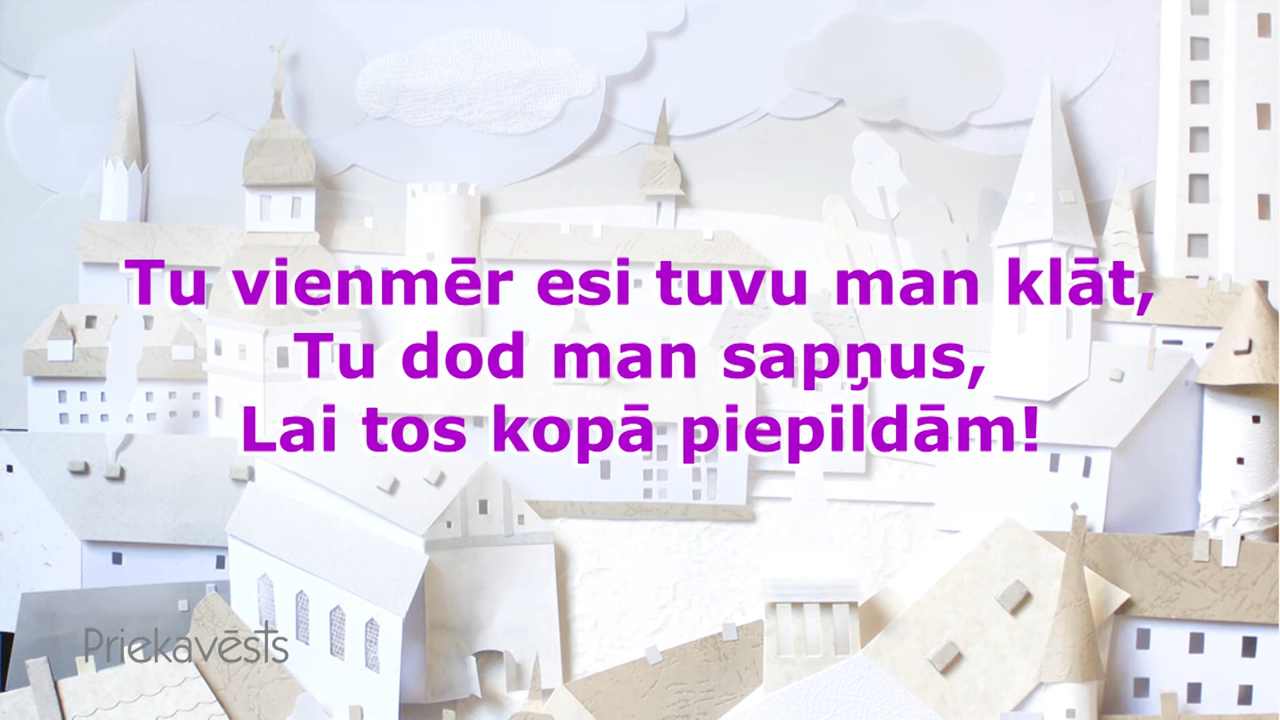 Tu vienmēr esi tuvu man klāt,
Tu dod man sapņus,
Lai tos kopā piepildām!
Priekavēsts